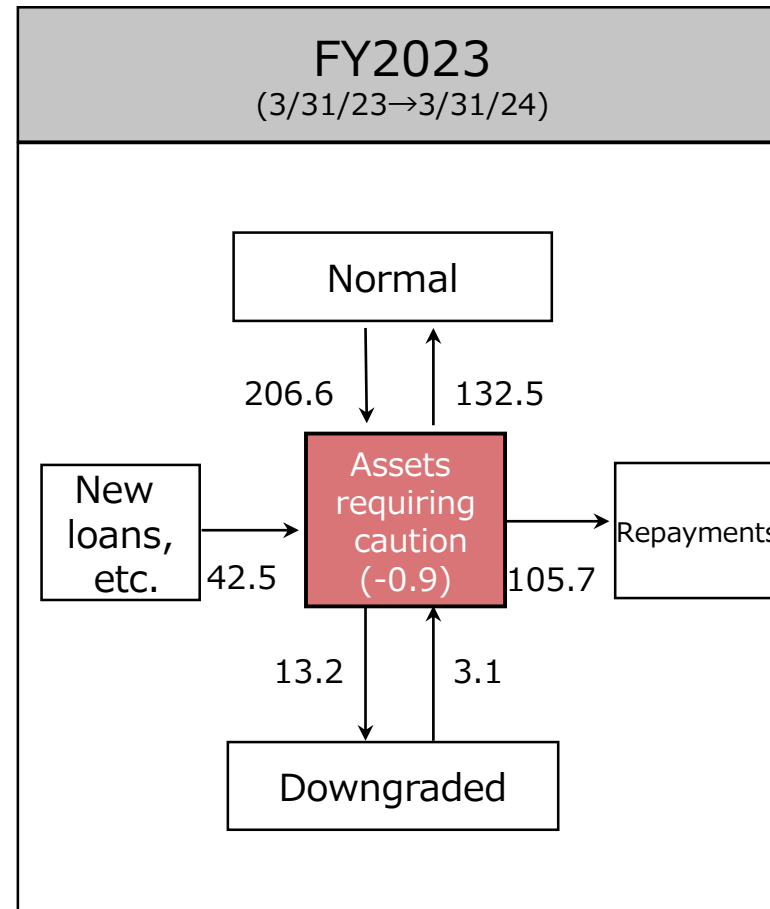 FY2023
(3/31/23→3/31/24)
Normal
206.6
132.5
New
loans,
etc.
42.5
Assets
requiring
caution
(-0.9)
105.7
Repayments
13.2
3.1
Downgraded